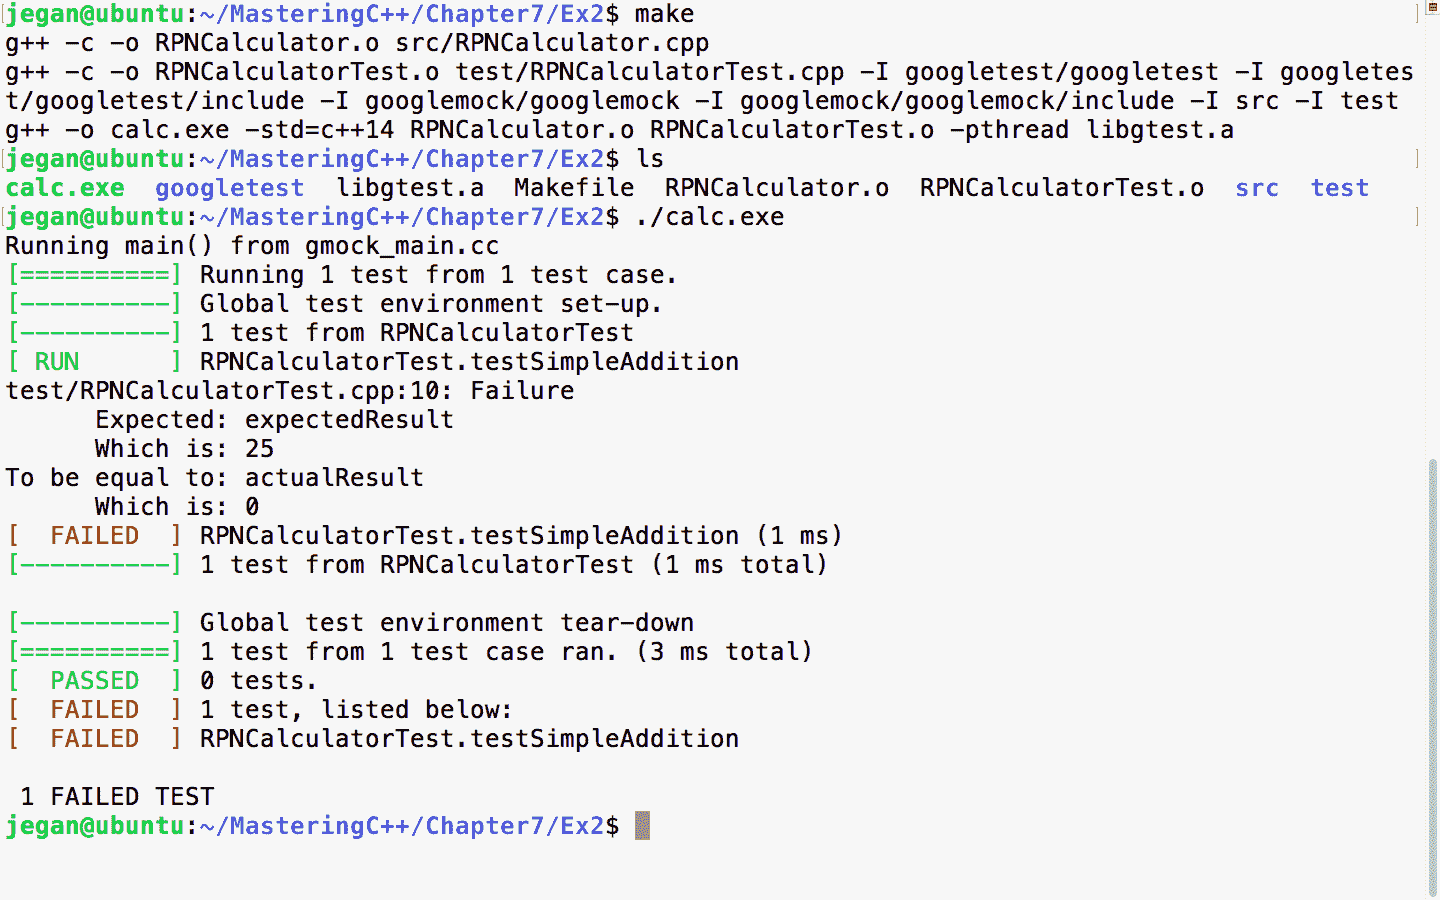 jegan@ubuntu:~/MasteringC++/Chapter7/Ex2$ make
g++ -c -o RPNCalculator.o src/RPNCalculator.cpp
g++ -c -o RPNCalculatorTest.o test/RPNCalculatorTest.cpp -I googletest/googletest -I googletes
t/googletest/include -I googlemock/googlemock -I googlemock/googlemock/include -I src -I test
g++ -o calc.exe -std=c++14 RPNCalculator.o RPNCalculatorTest.o -pthread libgtest.a
jegan@ubuntu:~/MasteringC++/Chapter7/Ex2$ ls
calc.exe  googletest  libgtest.a  Makefile  RPNCalculator.o  RPNCalculatorTest.o  src  test
jegan@ubuntu:~/MasteringC++/Chapter7/Ex2$ ./calc.exe
Running main() from gmock_main.cc
[==========] Running 1 test from 1 test case.
[----------] Global test environment set-up.
[----------] 1 test from RPNCalculatorTest
[ RUN      ] RPNCalculatorTest.testSimpleAddition
test/RPNCalculatorTest.cpp:10: Failure
      Expected: expectedResult
      Which is: 25
To be equal to: actualResult
      Which is: 0
[  FAILED  ] RPNCalculatorTest.testSimpleAddition (1 ms)
[----------] 1 test from RPNCalculatorTest (1 ms total)

[----------] Global test environment tear-down
[==========] 1 test from 1 test case ran. (3 ms total)
[  PASSED  ] 0 tests.
[  FAILED  ] 1 test, listed below:
[  FAILED  ] RPNCalculatorTest.testSimpleAddition

 1 FAILED TEST
jegan@ubuntu:~/MasteringC++/Chapter7/Ex2$